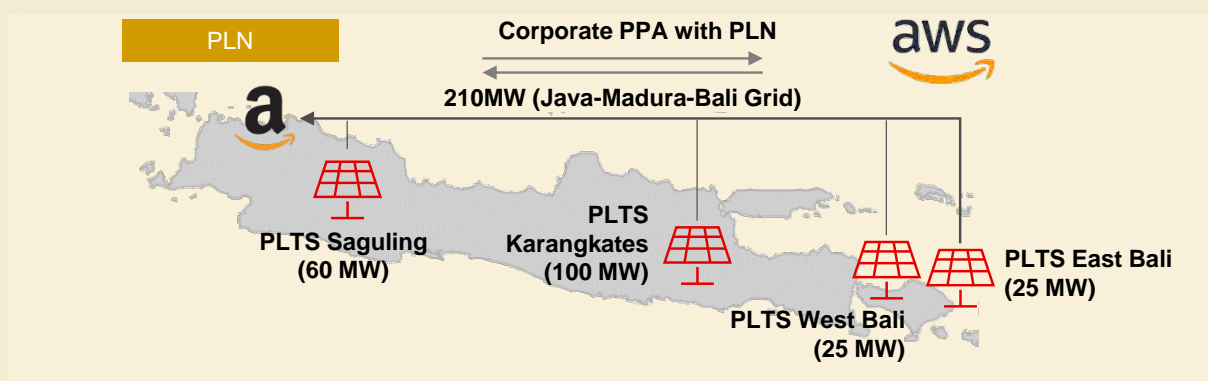 PLN
Corporate PPA with PLN
aws
210MW (Java-Madura-Bali Grid)
a
PLTS Saguling
(60 MW)
PLTS
Karangkates
(100 MW)
PLTS West Bali
(25 MW)
PLTS East Bali
(25 MW)